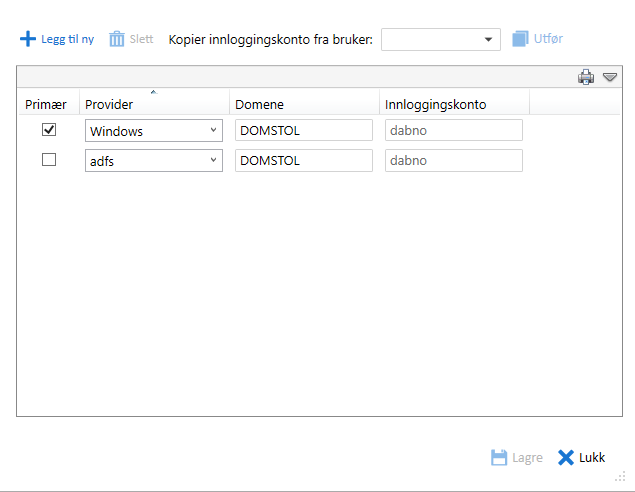 Legg til ny Slett Kopier innloggingskonto fra bruker: Utfør
Primær Provider Domene Innloggingskonto
Windows DOMSTOL dabno
adfs DOMSTOL dabno
Lagre Lukk